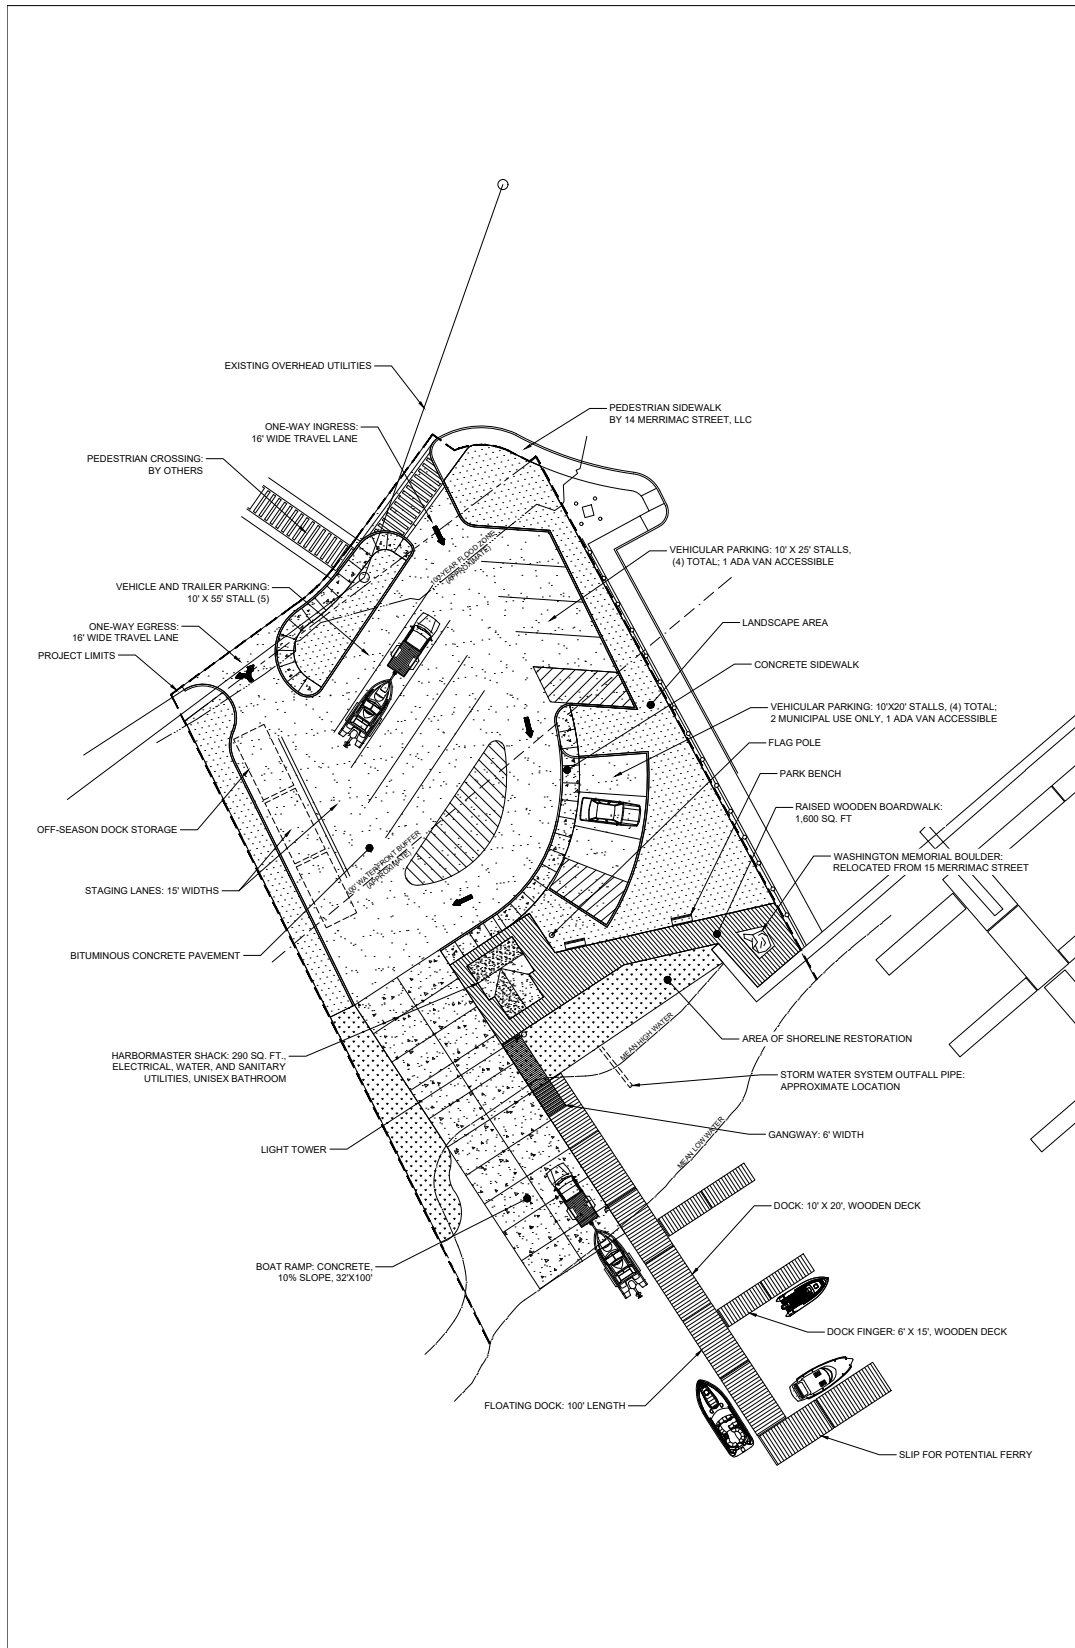 EXISTING OVERHEAD UTILITIES
PEDESTRIAN SIDEWALK
BY 14 MERRIMAC STREET, LLC
ONE-WAY INGRESS:
16' WIDE TRAVEL LANE
PEDESTRIAN CROSSING:
BY OTHERS
100-YEAR FLOOD ZONE
(APPROXIMATE)
VEHICULAR PARKING: 10' X 25' STALLS,
(4) TOTAL; 1 ADA VAN ACCESSIBLE
VEHICLE AND TRAILER PARKING:
10' X 55' STALL (5)
LANDSCAPE AREA
ONE-WAY EGRESS:
16' WIDE TRAVEL LANE
PROJECT LIMITS
CONCRETE SIDEWALK
VEHICULAR PARKING: 10'X20' STALLS, (4) TOTAL;
2 MUNICIPAL USE ONLY, 1 ADA VAN ACCESSIBLE
FLAG POLE
PARK BENCH
RAISED WOODEN BOARDWALK:
1,600 SQ. FT
OFF-SEASON DOCK STORAGE
WASHINGTON MEMORIAL BOULDER:
RELOCATED FROM 15 MERRIMAC STREET
WATERFRONT BUFFER
(APPROXIMATE)
STAGING LANES: 15' WIDTHS
BITUMINOUS CONCRETE PAVEMENT
MEAN HIGH WATER
AREA OF SHORELINE RESTORATION
HARBORMASTER SHACK: 290 SQ. FT.,
ELECTRICAL, WATER, AND SANITARY
UTILITIES, UNISEX BATHROOM
STORM WATER SYSTEM OUTFALL PIPE:
APPROXIMATE LOCATION
LIGHT TOWER
GANGWAY: 6' WIDTH
MEAN LOW WATER
DOCK: 10' X 20', WOODEN DECK
BOAT RAMP: CONCRETE,
10% SLOPE, 32'X100'
DOCK FINGER: 6' X 15', WOODEN DECK
FLOATING DOCK: 100' LENGTH
SLIP FOR POTENTIAL FERRY